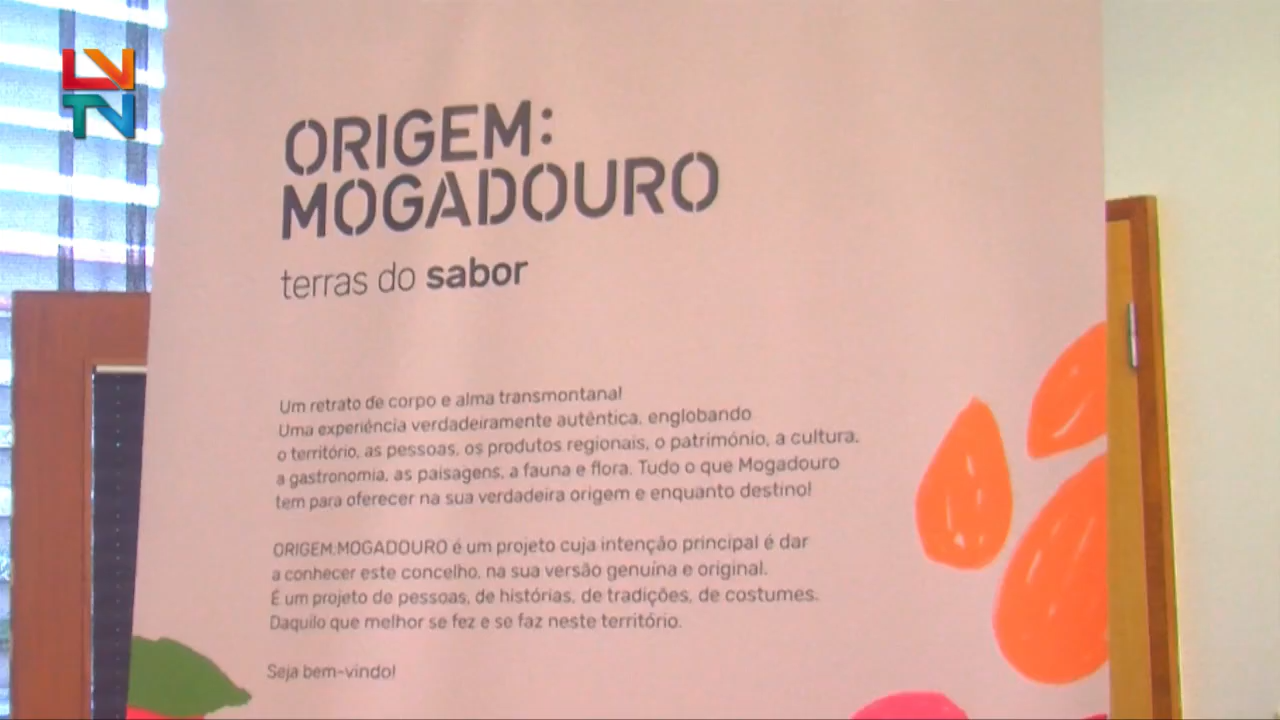 LV
TV
ORIGEM:
MOGADOURO
terras do sabor
Um retrato de corpo e alma transmontana!
Uma experiência verdadeiramente autêntica, englobando
o território, as pessoas, os produtos regionais, o património, a cultura,
a gastronomia, as paisagens, a fauna e flora. Tudo o que Mogadouro
tem para oferecer na sua verdadeira origem e enquanto destino!
ORIGEM:MOGADOURO é um projeto cuja intenção principal é dar
a conhecer este concelho, na sua versão genuína e original.
É um projeto de pessoas, de histórias, de tradições, de costumes.
Daquilo que melhor se fez e se faz neste território.
Seja bem-vindo!